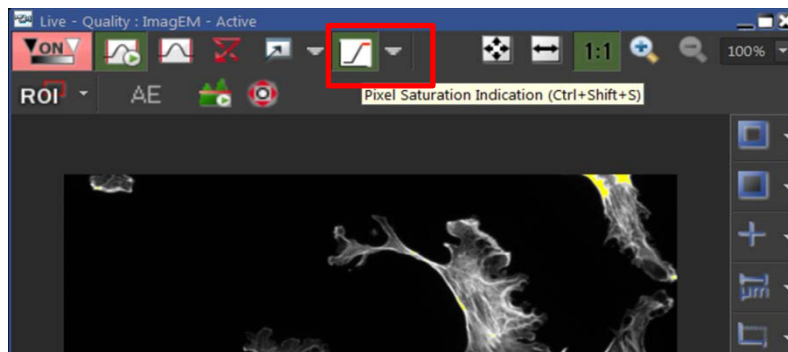 Live - Quality : ImagEM - Active
ON
1:1
100%
ROI
AE
Pixel Saturation Indication (Ctrl+Shift+S)
µm